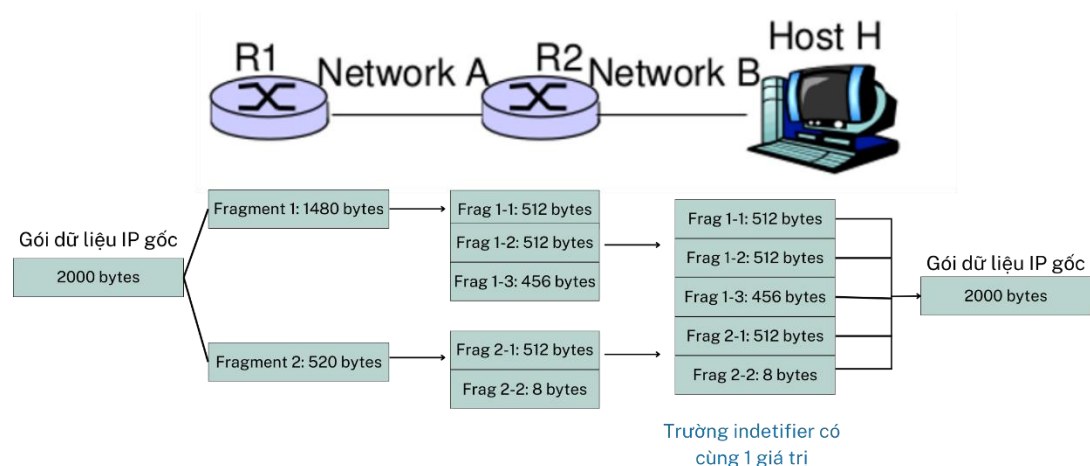 R1
Network A
R2
Network B
Host H
Gói dữ liệu IP gốc
2000 bytes
Fragment 1: 1480 bytes
Fragment 2: 520 bytes
Frag 1-1: 512 bytes
Frag 1-2: 512 bytes
Frag 1-3: 456 bytes
Frag 2-1: 512 bytes
Frag 2-2: 8 bytes
Frag 1-1: 512 bytes
Frag 1-2: 512 bytes
Frag 1-3: 456 bytes
Frag 2-1: 512 bytes
Frag 2-2: 8 bytes
Trường indetifier có
cùng 1 giá trị
Gói dữ liệu IP gốc
2000 bytes